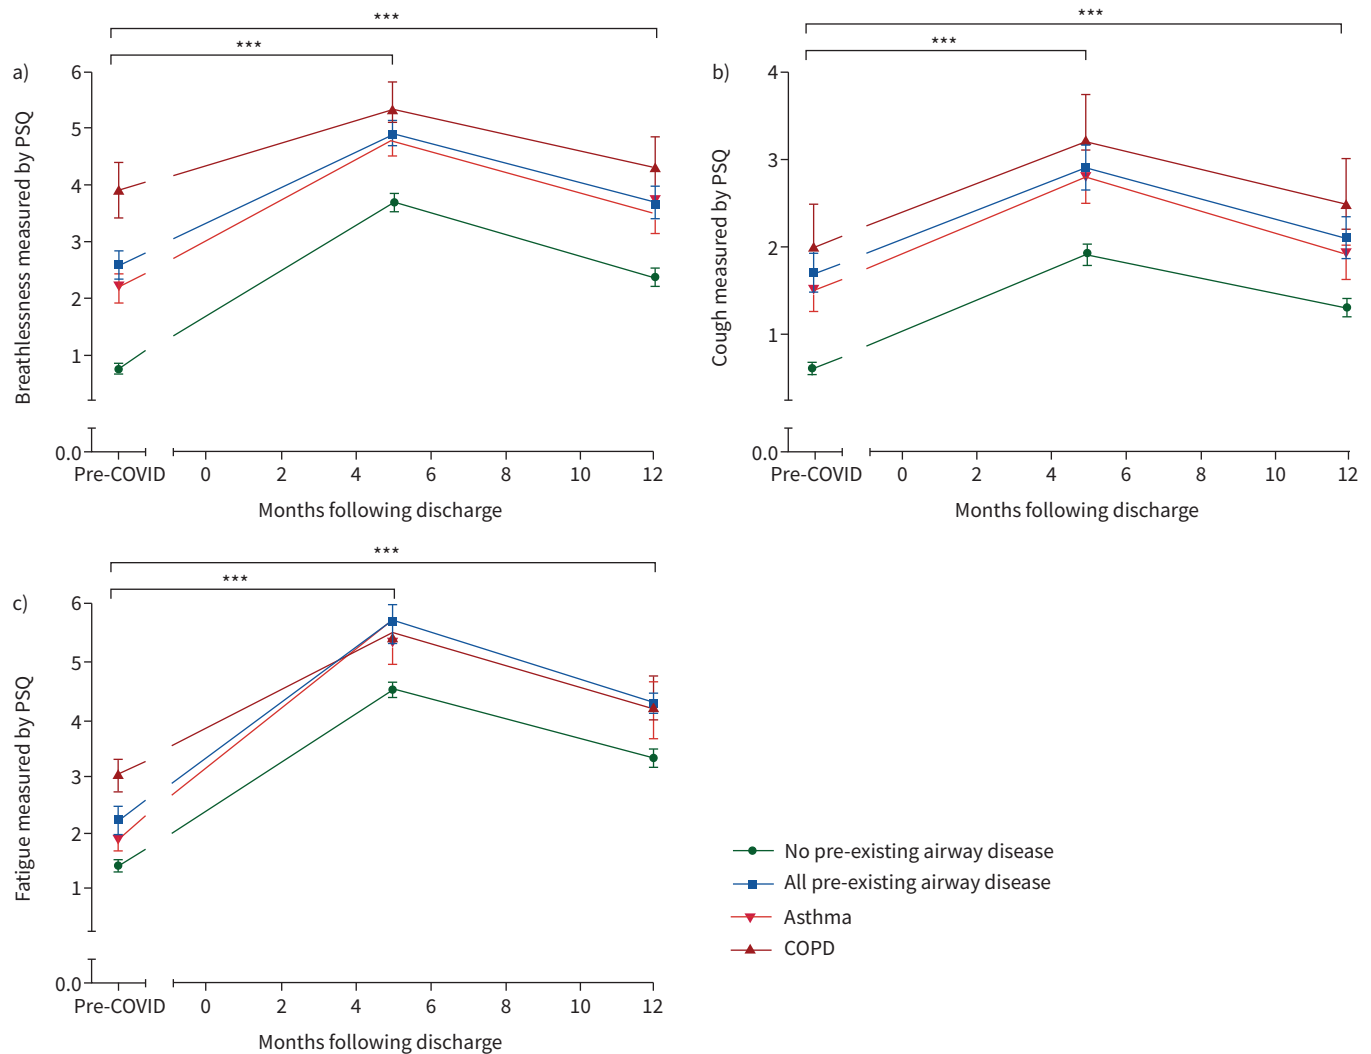 ***
***
a)
6
5
4
3
2
1
0.0
Breathlessness measured by PSQ
Pre-COVID 0 2 4 6 8 10 12
Months following discharge
***
***
b)
4
3
2
1
0.0
Cough measured by PSQ
Pre-COVID 0 2 4 6 8 10 12
Months following discharge
***
***
c)
6
5
4
3
2
1
0.0
Fatigue measured by PSQ
Pre-COVID 0 2 4 6 8 10 12
Months following discharge
No pre-existing airway disease
All pre-existing airway disease
Asthma
COPD